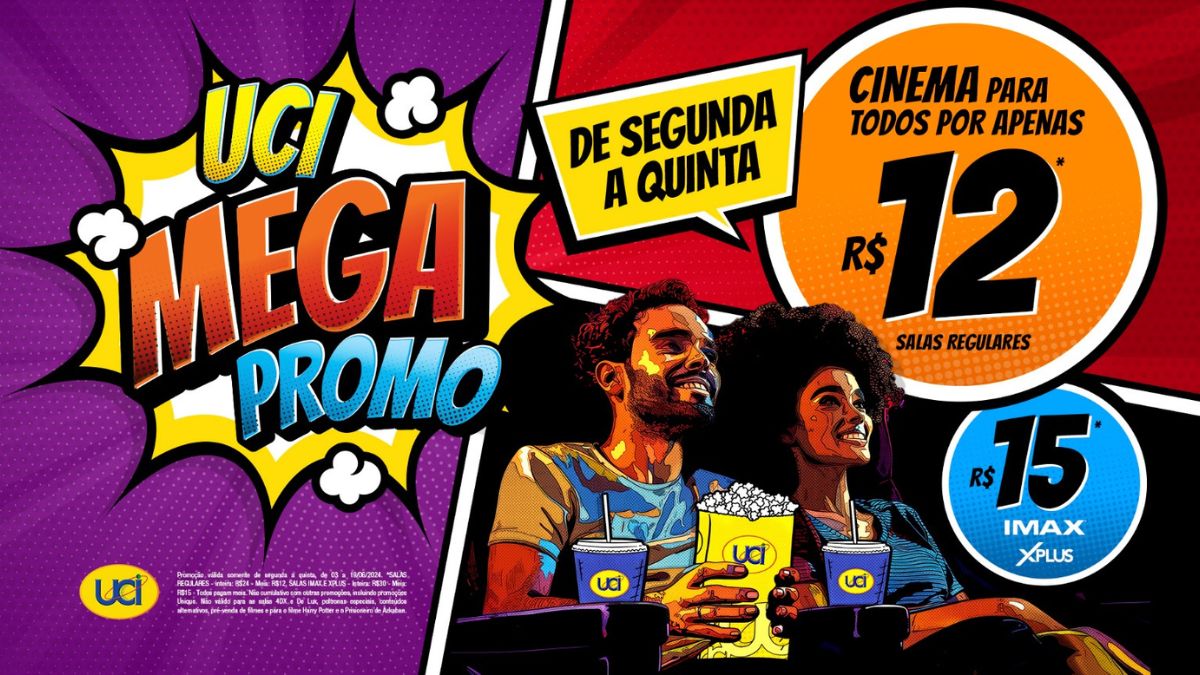 UCI
MEGA
PROMO
DE SEGUNDA
A QUINTA
CINEMA PARA
TODOS POR APENAS
R$ 12*
SALAS REGULARES
R$ 15*
IMAX
XPLUS
uci
uci
uci
uci
Promoção válida somente de segunda à quinta, de 03 a 19/06/2024. *SALAS
REGULARES - Inteira: R$24 - Meia: R$12, SALAS IMAX E XPLUS - Inteira: R$30 - Meia:
R$15 - Todos pagam meia. Não cumulativo com outras promoções, incluindo promoções
Unique. Não válido para as salas 4DX e De Lux, poltronas especiais, conteúdos
alternativos, pré-venda de filmes e para o filme Harry Potter e o Prisioneiro de Azkaban.